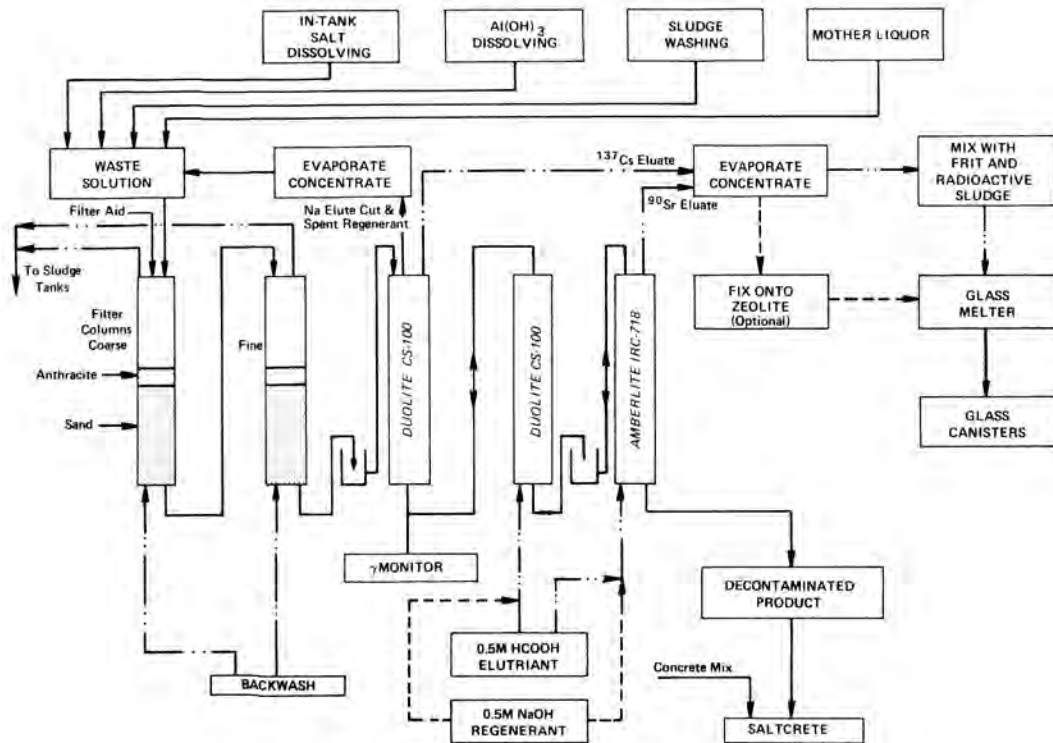 IN-TANK
SALT
DISSOLVING
Al(OH)3
DISSOLVING
SLUDGE
WASHING
MOTHER LIQUOR
WASTE
SOLUTION
EVAPORATE
CONCENTRATE
137Cs Eluate
EVAPORATE
CONCENTRATE
MIX WITH
FRIT AND
RADIOACTIVE
SLUDGE
Filter Aid
Na Elute Cut &
Spent Regenerant
90Sr Eluate
To Sludge
Tanks
Filter
Columns
Coarse
Fine
DUOLITE CS-100
DUOLITE CS-100
AMBERLITE IRC-718
FIX ONTO
ZEOLITE
(Optional)
GLASS
MELTER
Anthracite
Sand
GLASS
CANISTERS
γ MONITOR
DECONTAMINATED
PRODUCT
0.5M HCOOH
ELUTRIANT
Concrete Mix
BACKWASH
0.5M NaOH
REGENERANT
SALTCRETE